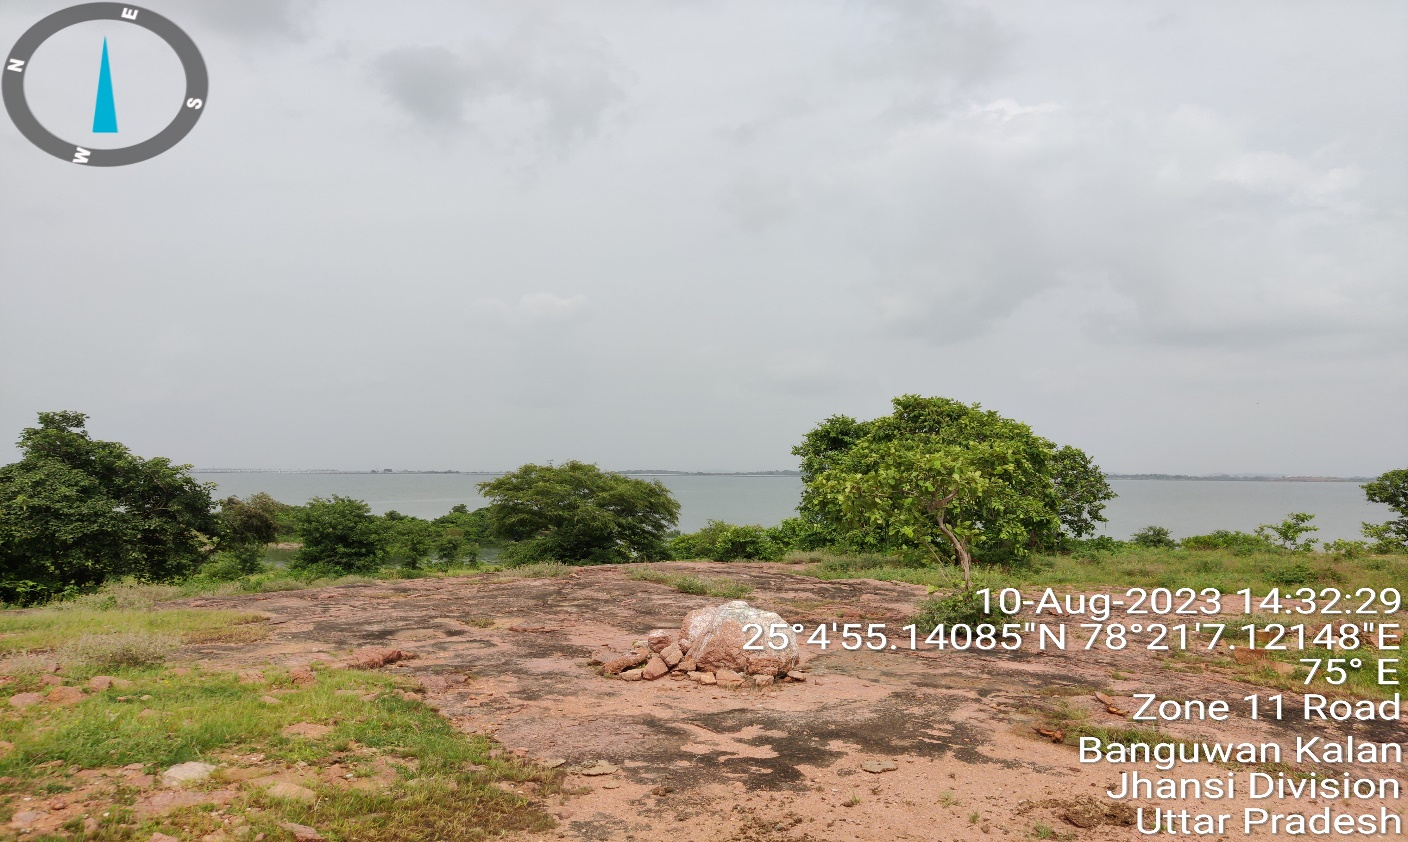 E
N
S
W
10-Aug-2023 14:32:29
25°4'55.14085"N 78°21'7.12148"E
75° E
Zone 11 Road
Banguwan Kalan
Jhansi Division
Uttar Pradesh